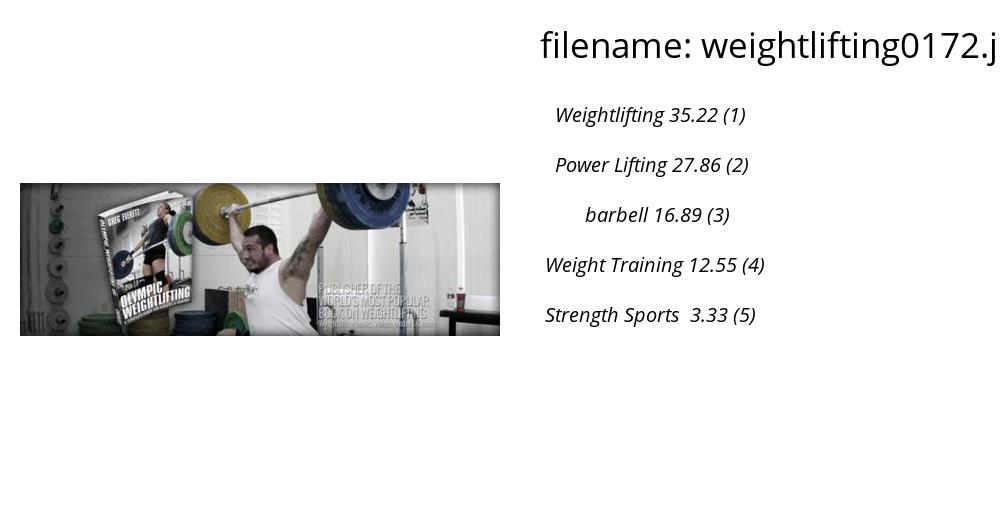 filename: weightlifting0172.j
Weightlifting 35.22 (1)
Power Lifting 27.86 (2)
barbell 16.89 (3)
Weight Training 12.55 (4)
Strength Sports 3.33 (5)
GREG EVERETT
OLYMPIC
WEIGHTLIFTING
PUBLISHER OF THE
WORLD'S MOST POPULAR
BOOK ON WEIGHTLIFTING